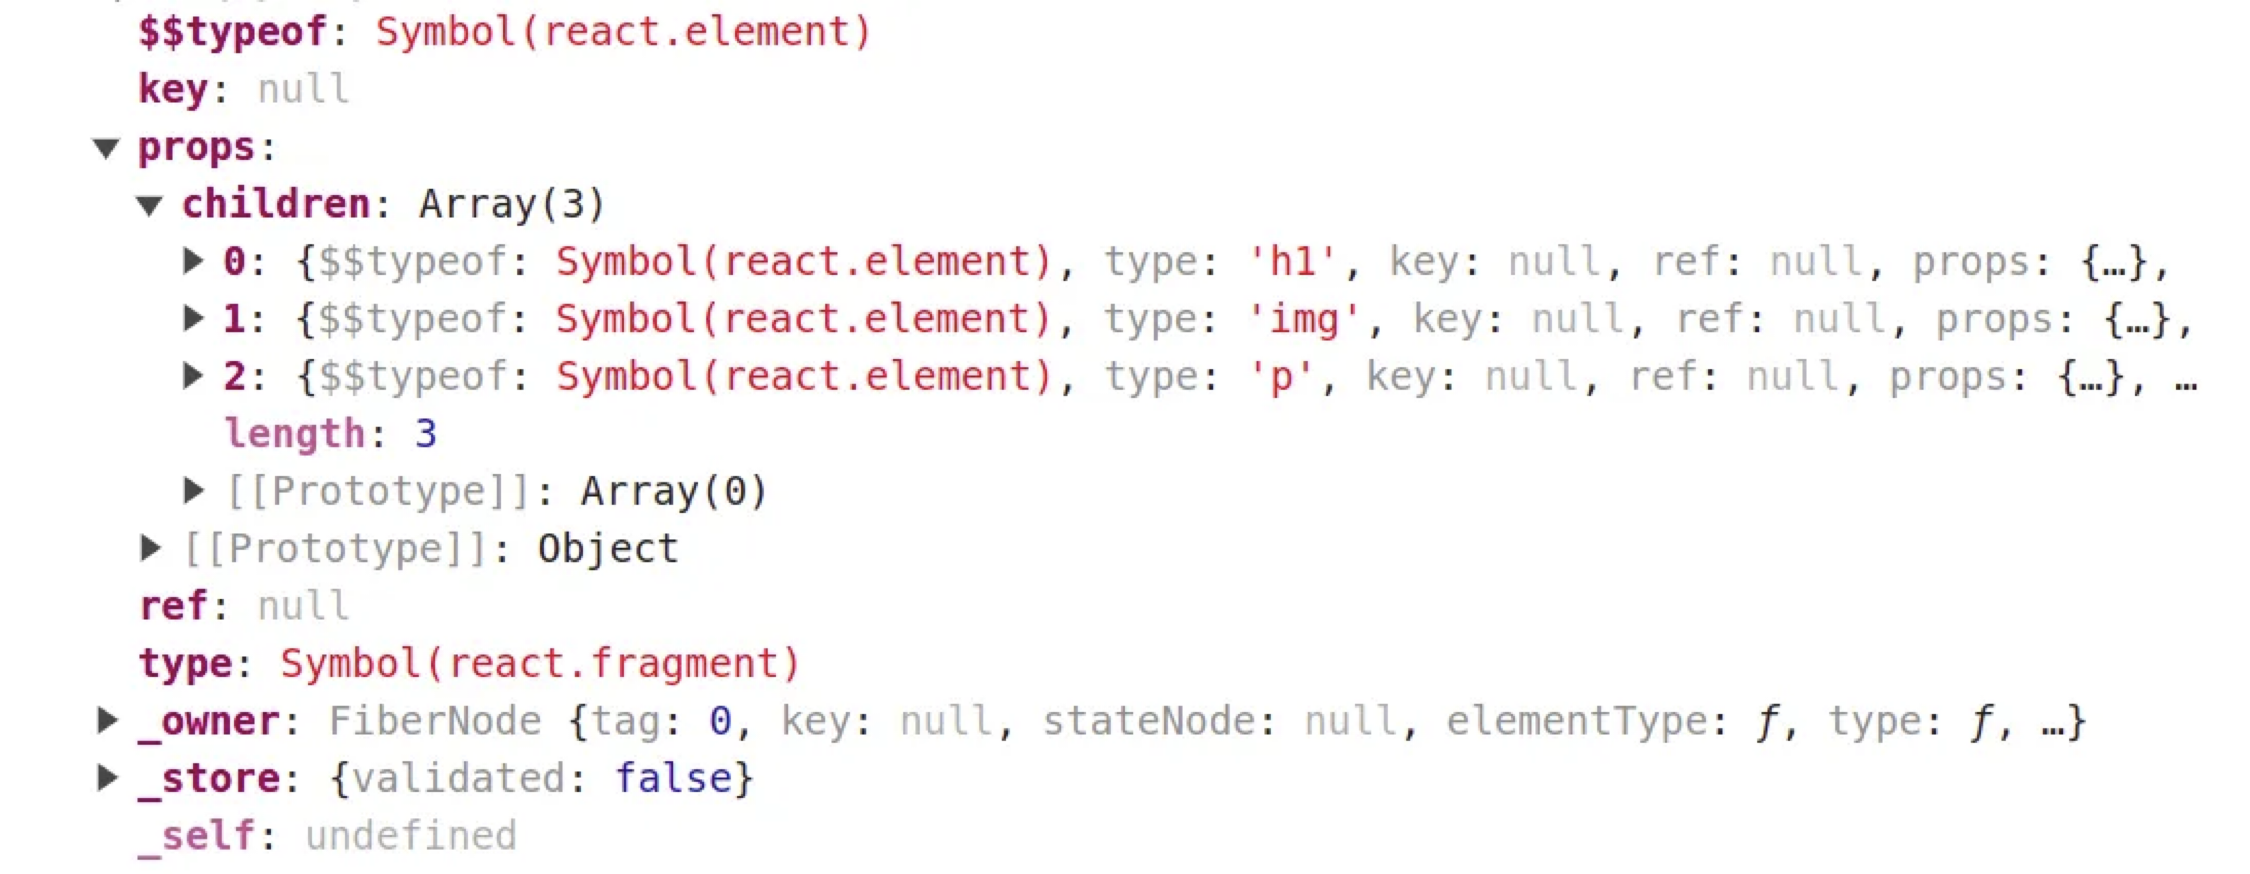 $$typeof: Symbol(react.element)
key: null
▼ props:
▼ children: Array(3)
▶ 0: {$$typeof: Symbol(react.element), type: 'h1', key: null, ref: null, props: {…},
▶ 1: {$$typeof: Symbol(react.element), type: 'img', key: null, ref: null, props: {…},
▶ 2: {$$typeof: Symbol(react.element), type: 'p', key: null, ref: null, props: {…}, …
length: 3
▶ [[Prototype]]: Array(0)
▶ [[Prototype]]: Object
ref: null
type: Symbol(react.fragment)
▶ _owner: FiberNode {tag: 0, key: null, stateNode: null, elementType: ƒ, type: ƒ, …}
▶ _store: {validated: false}
_self: undefined